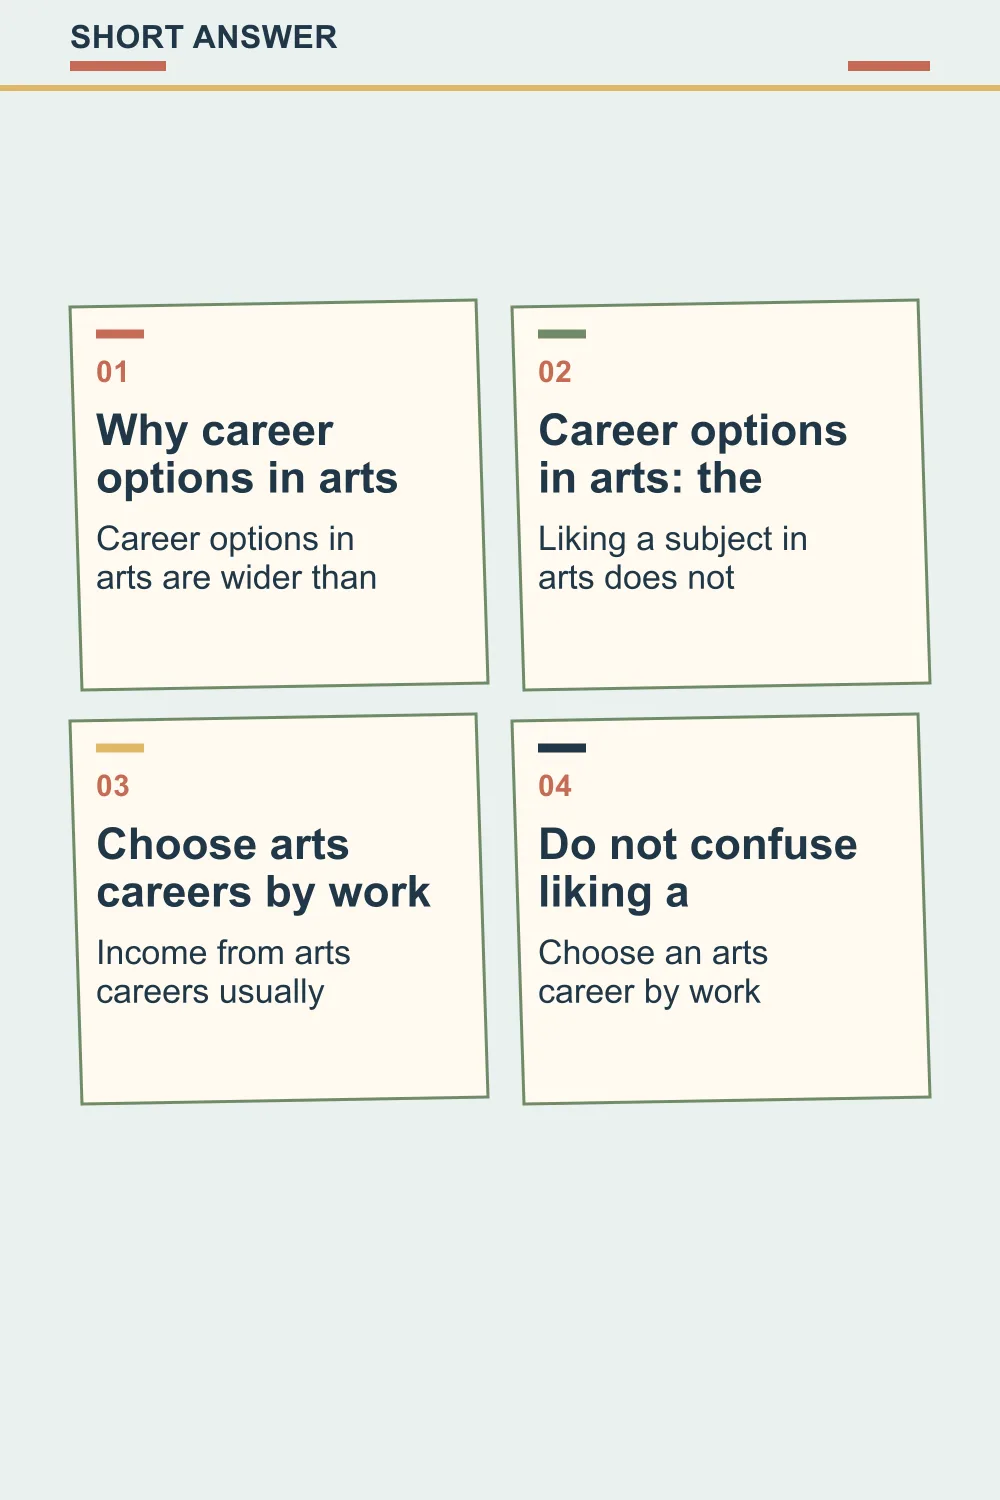 SHORT ANSWER
01
Why career
options in arts
Career options in
arts are wider than
02
Career options
in arts: the
Liking a subject in
arts does not
03
Choose arts
careers by work
Income from arts
careers usually
04
Do not confuse
liking a
Choose an arts
career by work